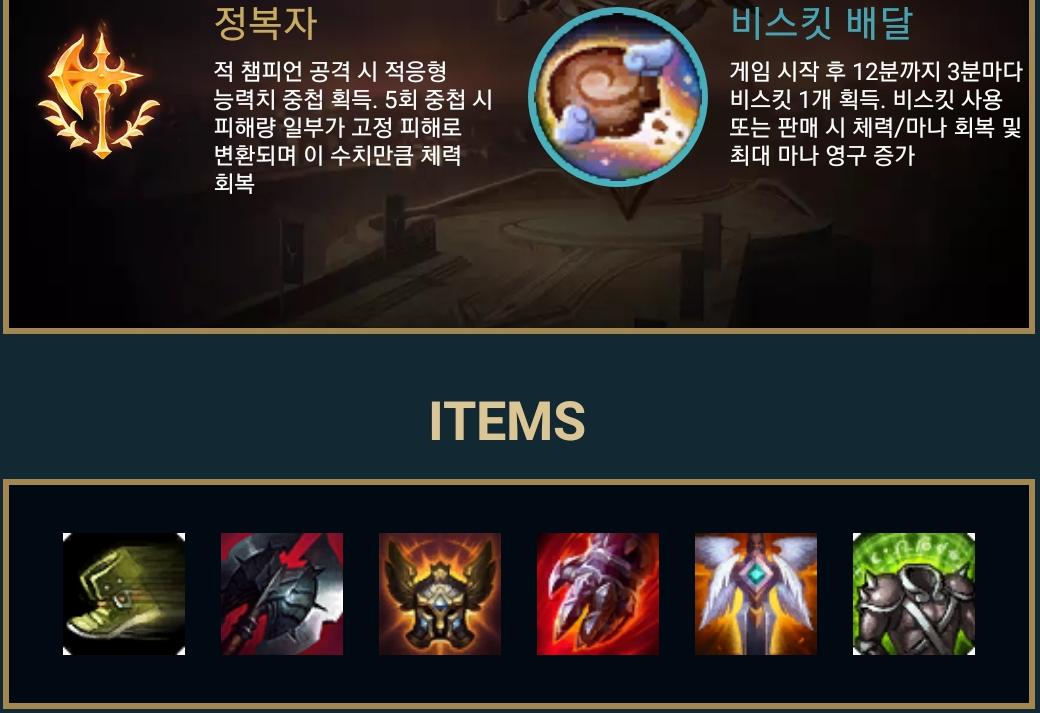 정복자
적 챔피언 공격 시 적응형
능력치 중첩 획득. 5회 중첩 시
피해량 일부가 고정 피해로
변환되며 이 수치만큼 체력
회복
비스킷 배달
게임 시작 후 12분까지 3분마다
비스킷 1개 획득. 비스킷 사용
또는 판매 시 체력/마나 회복 및
최대 마나 영구 증가
ITEMS